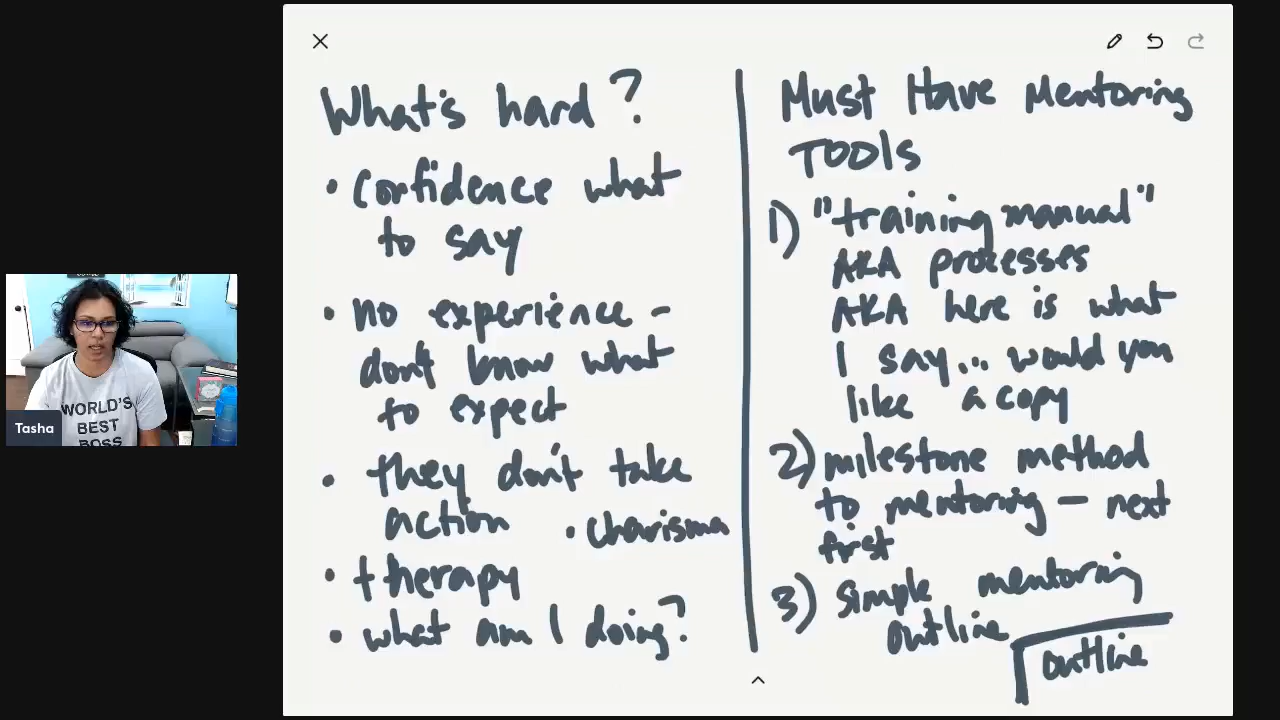 What's hard?
• confidence what
to say
• no experience -
don't know what
to expect
• they don't take
action • charisma
• therapy
• what am I doing?
Must Have Mentoring
TOOLS
1) "training manual"
AKA processes
AKA here is what
I say... would you
like a copy
2) milestone method
to mentoring - next
first
3) simple mentoring
outline
outline
WORLD'S
BEST
BOSS
Tasha